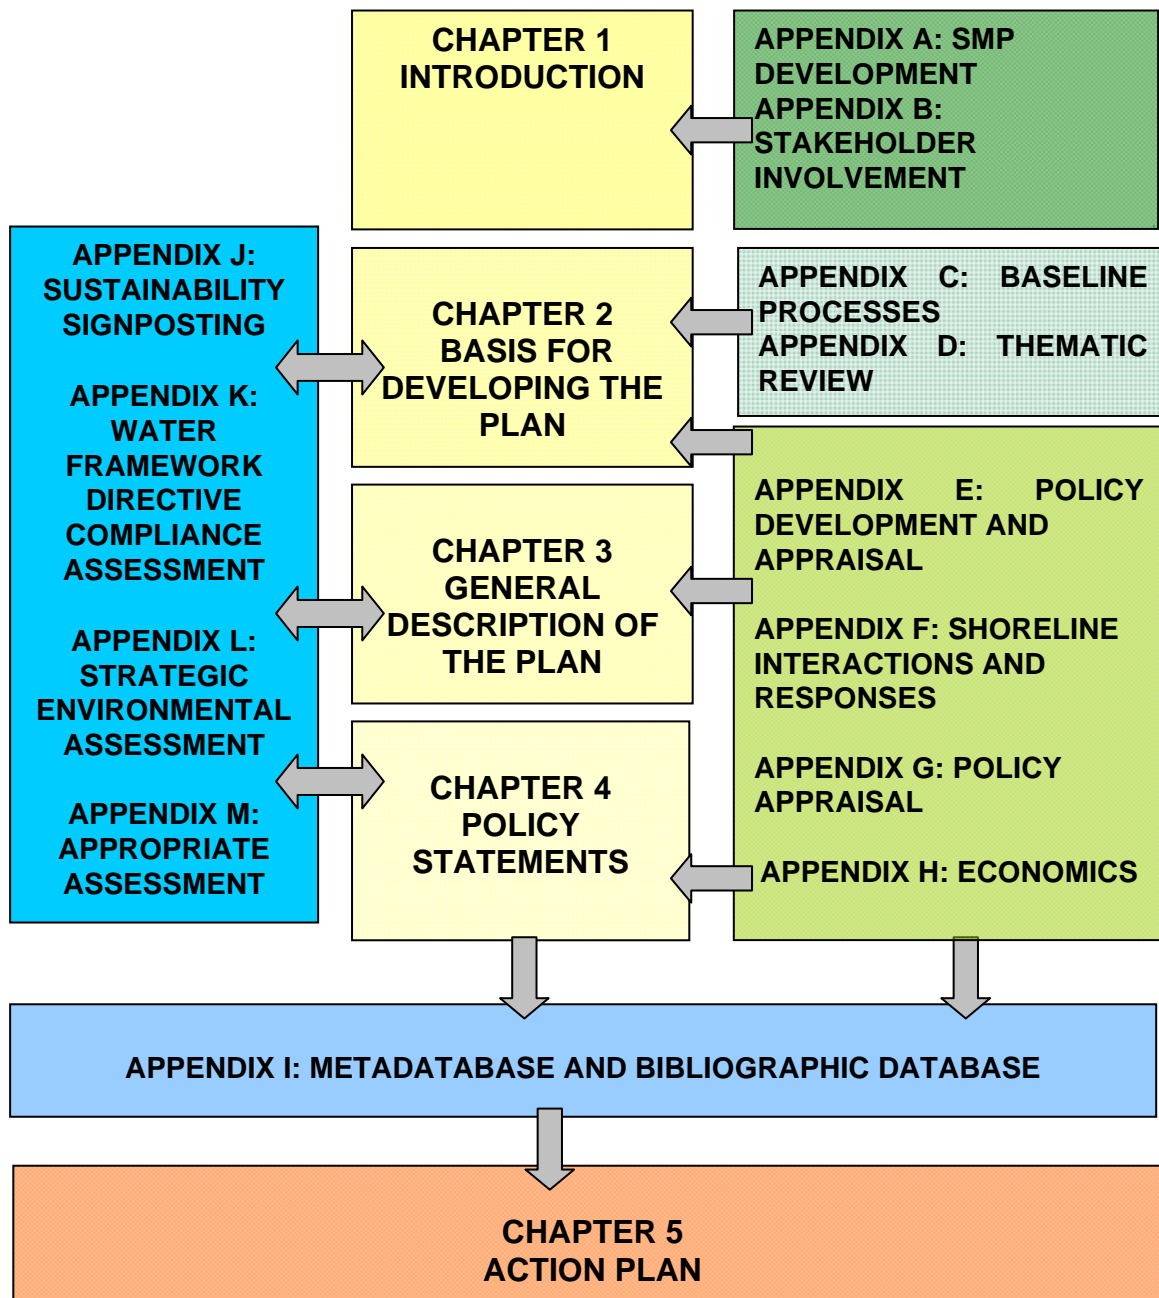 CHAPTER 1
INTRODUCTION
APPENDIX A: SMP
DEVELOPMENT
APPENDIX B:
STAKEHOLDER
INVOLVEMENT
APPENDIX J:
SUSTAINABILITY
SIGNPOSTING
APPENDIX K:
WATER
FRAMEWORK
DIRECTIVE
COMPLIANCE
ASSESSMENT
APPENDIX L:
STRATEGIC
ENVIRONMENTAL
ASSESSMENT
APPENDIX M:
APPROPRIATE
ASSESSMENT
CHAPTER 2
BASIS FOR
DEVELOPING THE
PLAN
APPENDIX C: BASELINE
PROCESSES
APPENDIX D: THEMATIC
REVIEW
CHAPTER 3
GENERAL
DESCRIPTION OF
THE PLAN
CHAPTER 4
POLICY
STATEMENTS
APPENDIX E: POLICY
DEVELOPMENT AND
APPRAISAL
APPENDIX F: SHORELINE
INTERACTIONS AND
RESPONSES
APPENDIX G: POLICY
APPRAISAL
APPENDIX H: ECONOMICS
APPENDIX I: METADATABASE AND BIBLIOGRAPHIC DATABASE
CHAPTER 5
ACTION PLAN